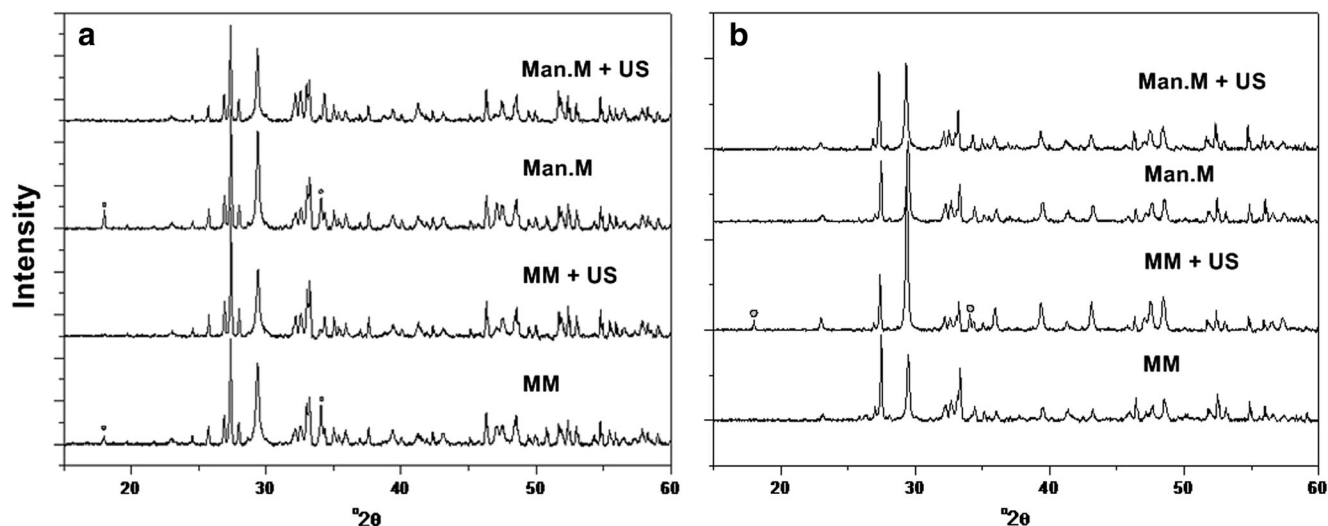 a
Man.M + US
Man.M
MM + US
MM
Intensity
20 30 40 50 60
°2θ
b
Man.M + US
Man.M
MM + US
MM
20 30 40 50 60
°2θ